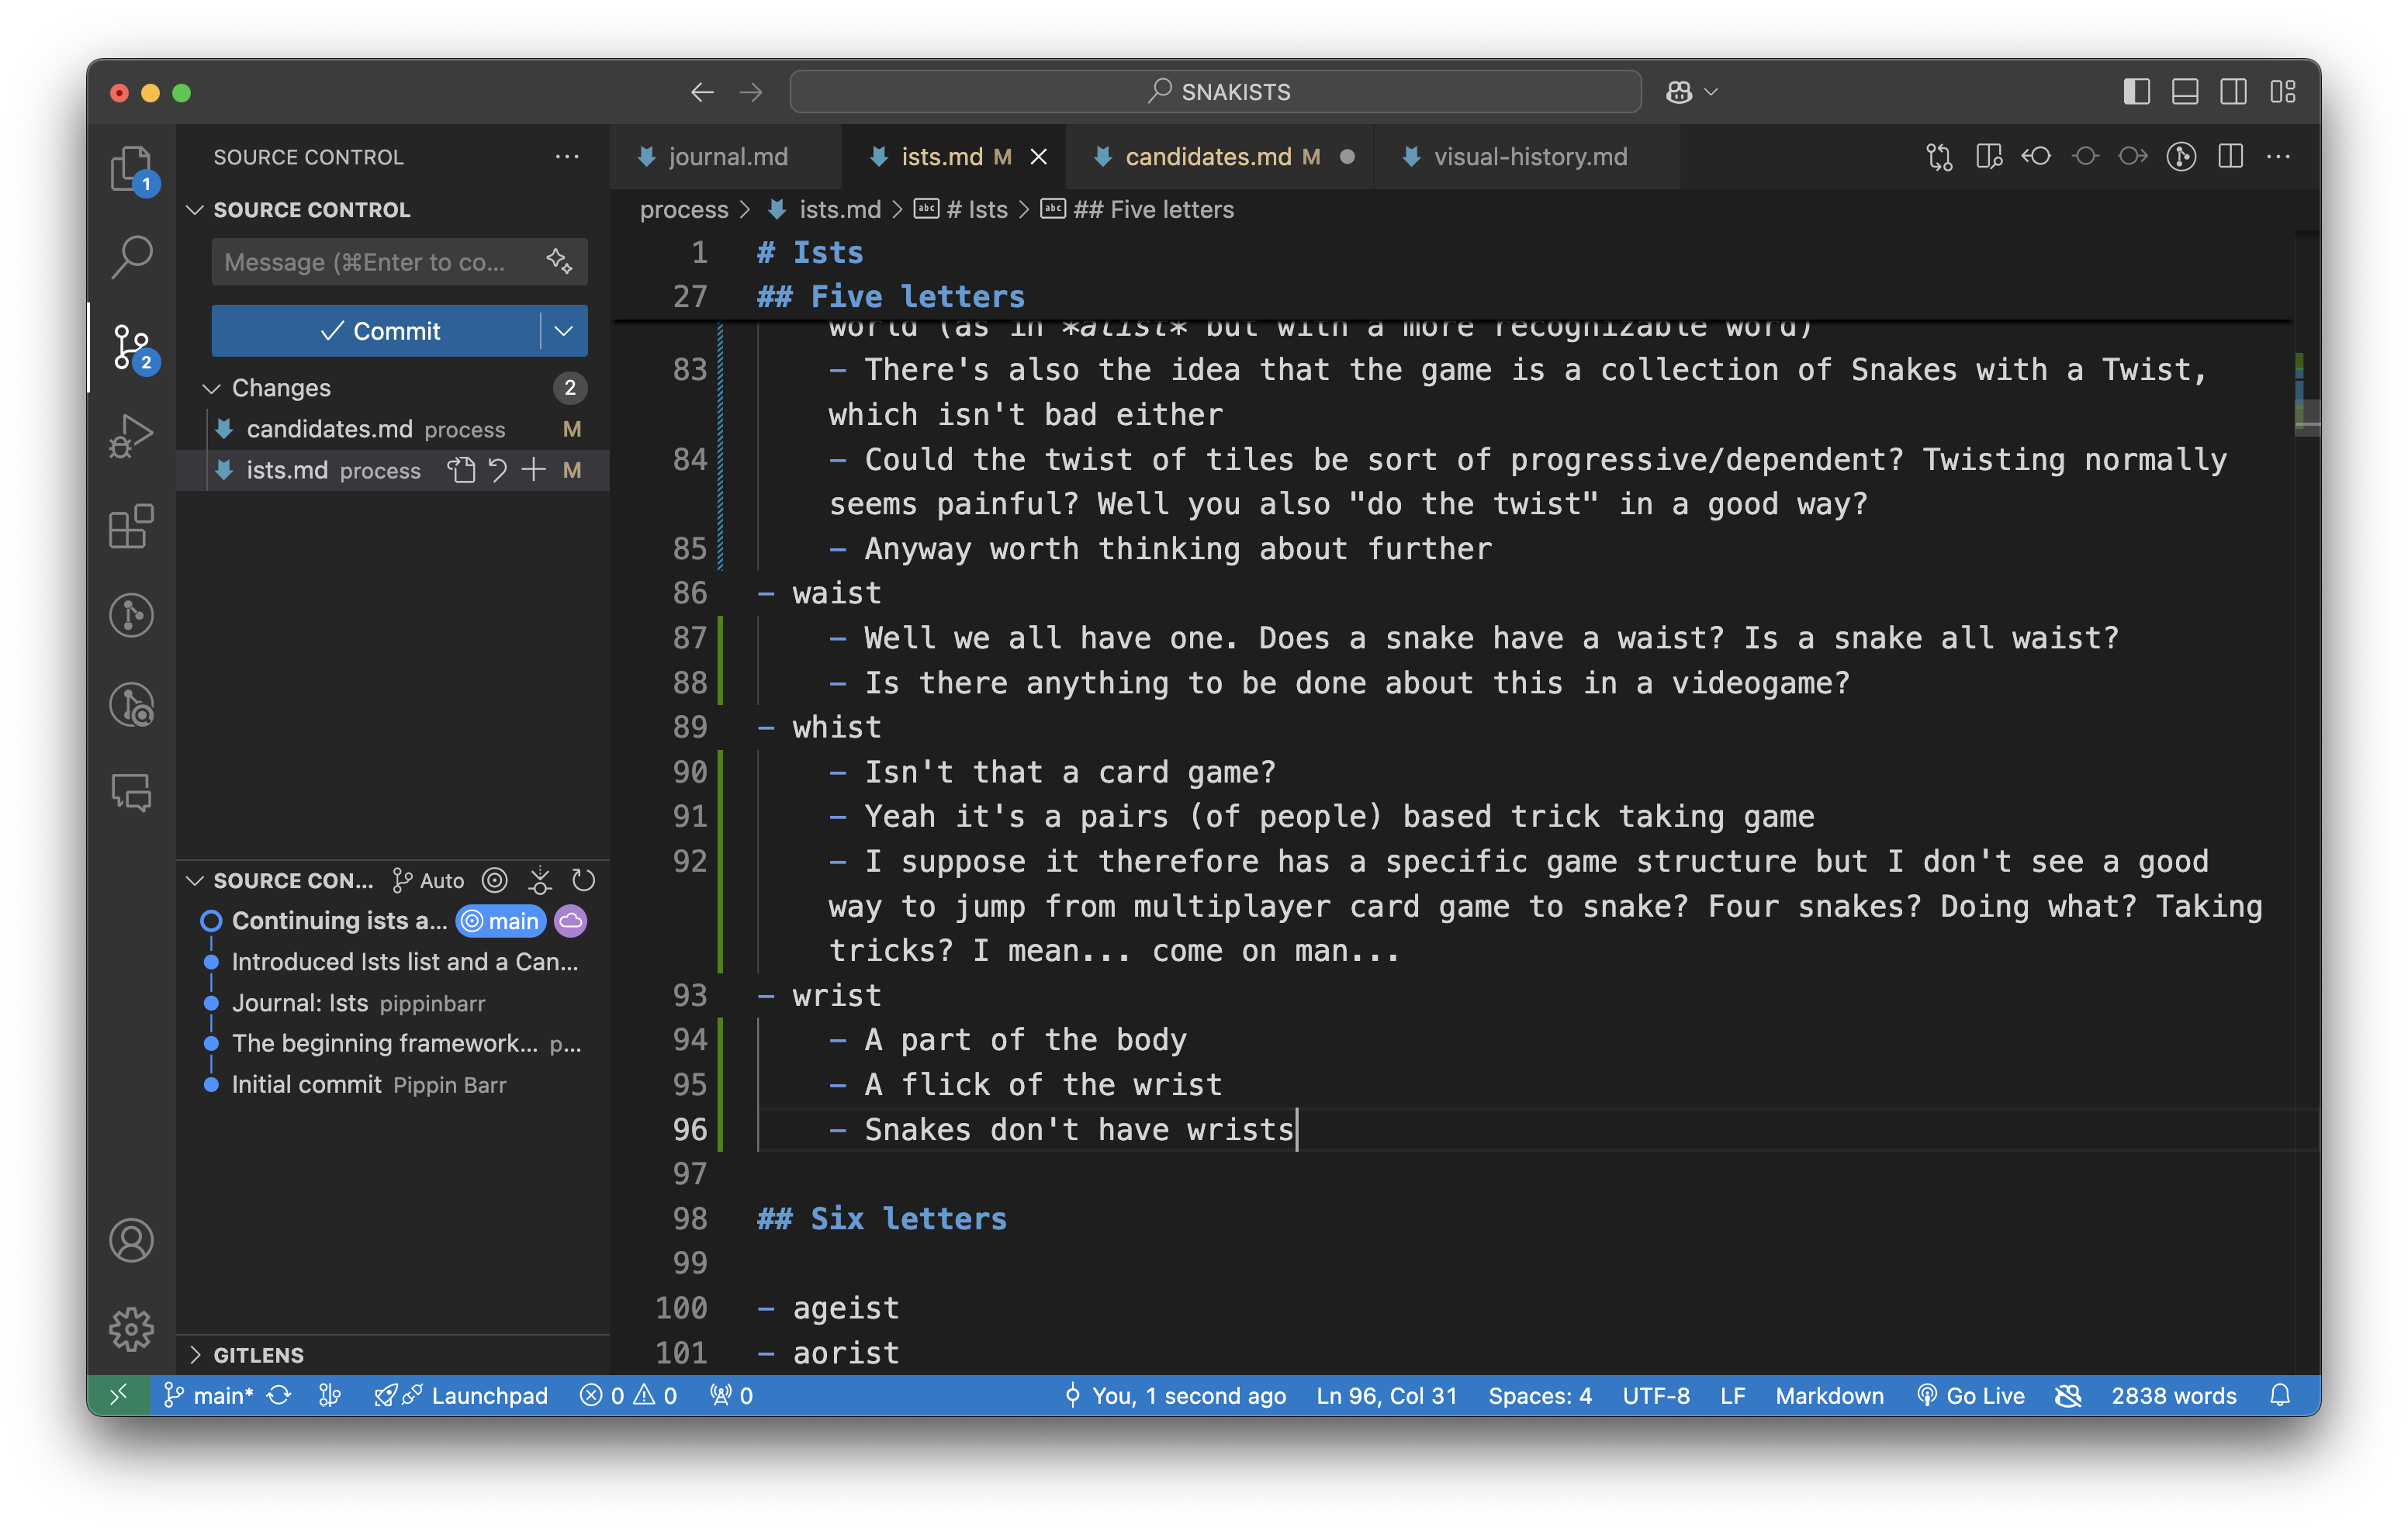 SNAKISTS
SOURCE CONTROL
journal.md
ists.md M
candidates.md M
visual-history.md
1
SOURCE CONTROL
process > ists.md > # Ists > ## Five letters
Message (⌘Enter to co...
Commit
Changes 2
candidates.md process M
ists.md process M
2
1 # Ists
27 ## Five letters
world (as in *alist* but with a more recognizable word)
83 - There's also the idea that the game is a collection of Snakes with a Twist,
which isn't bad either
84 - Could the twist of tiles be sort of progressive/dependent? Twisting normally
seems painful? Well you also "do the twist" in a good way?
85 - Anyway worth thinking about further
86 - waist
87 - Well we all have one. Does a snake have a waist? Is a snake all waist?
88 - Is there anything to be done about this in a videogame?
89 - whist
90 - Isn't that a card game?
91 - Yeah it's a pairs (of people) based trick taking game
92 - I suppose it therefore has a specific game structure but I don't see a good
way to jump from multiplayer card game to snake? Four snakes? Doing what? Taking
tricks? I mean... come on man...
93 - wrist
94 - A part of the body
95 - A flick of the wrist
96 - Snakes don't have wrists
97
98 ## Six letters
99
100 - ageist
101 - aorist
SOURCE CON... Auto
Continuing ists a... main
Introduced Ists list and a Can...
Journal: Ists pippinbarr
The beginning framework... p...
Initial commit Pippin Barr
GITLENS
main* Launchpad 0 0 0 You, 1 second ago Ln 96, Col 31 Spaces: 4 UTF-8 LF Markdown Go Live 2838 words